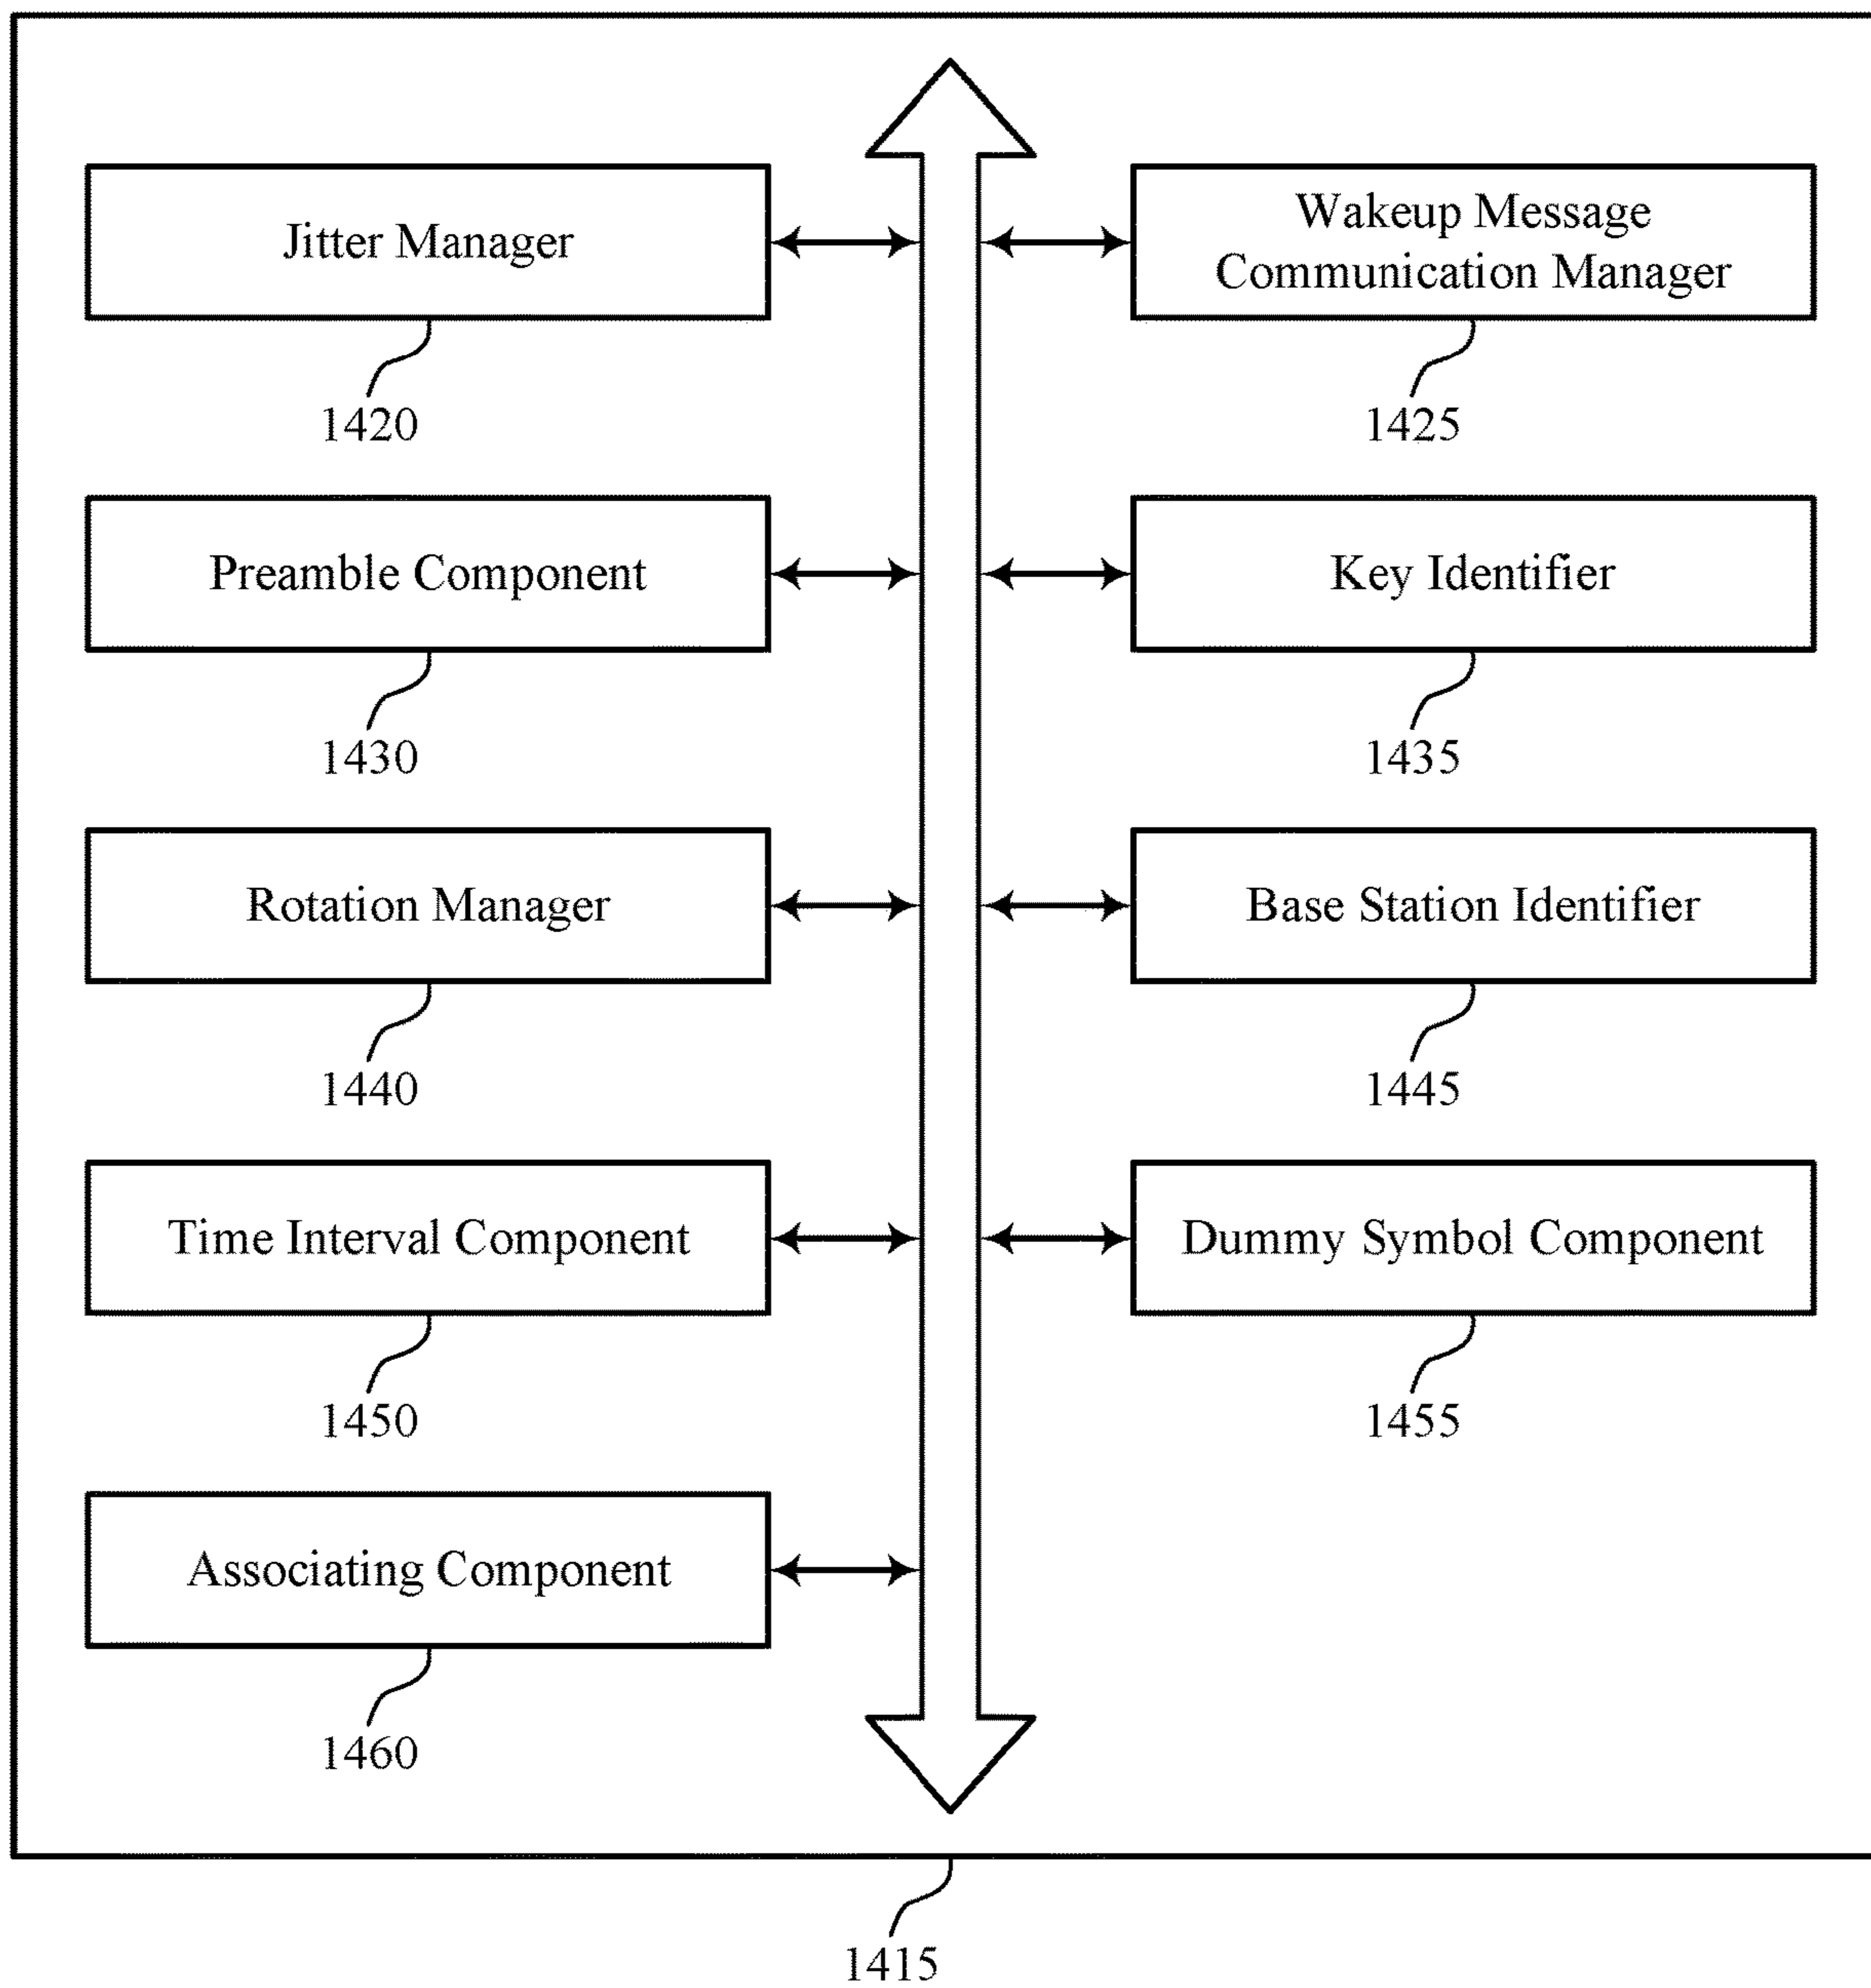 Jitter Manager
Wakeup Message
Communication Manager
1420
1425
Preamble Component
Key Identifier
1430
1435
Rotation Manager
Base Station Identifier
1440
1445
Time Interval Component
Dummy Symbol Component
1450
1455
Associating Component
1460
1415